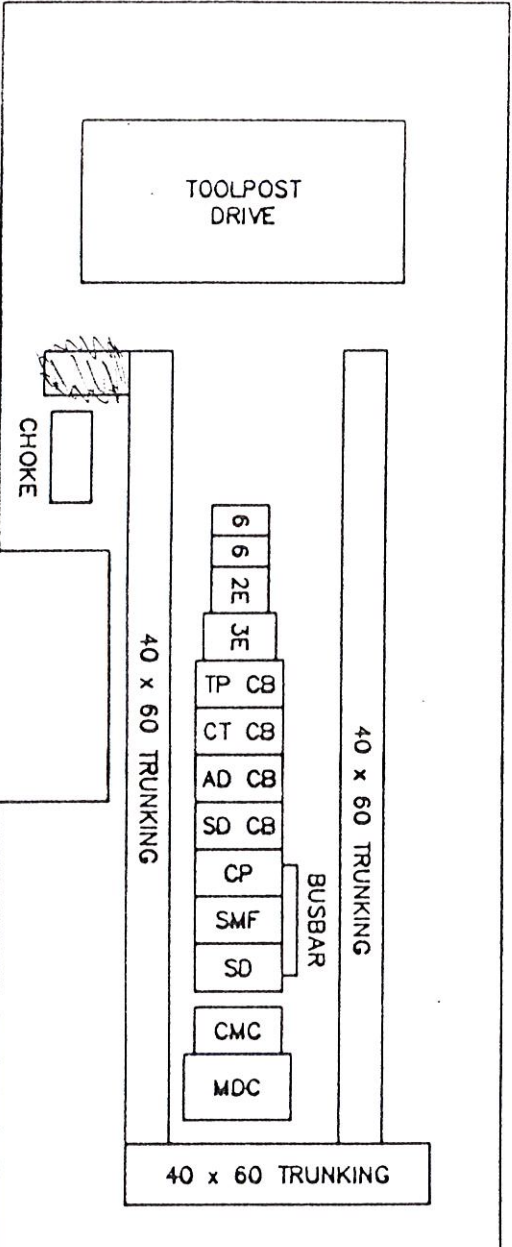 TOOLPOST
DRIVE
CHOKE
6
6
2E
3E
TP CB
CT CB
AD CB
SD CB
CP
SMF
SD
BUSBAR
CMC
MDC
40 x 60 TRUNKING
40 x 60 TRUNKING
40 x 60 TRUNKING